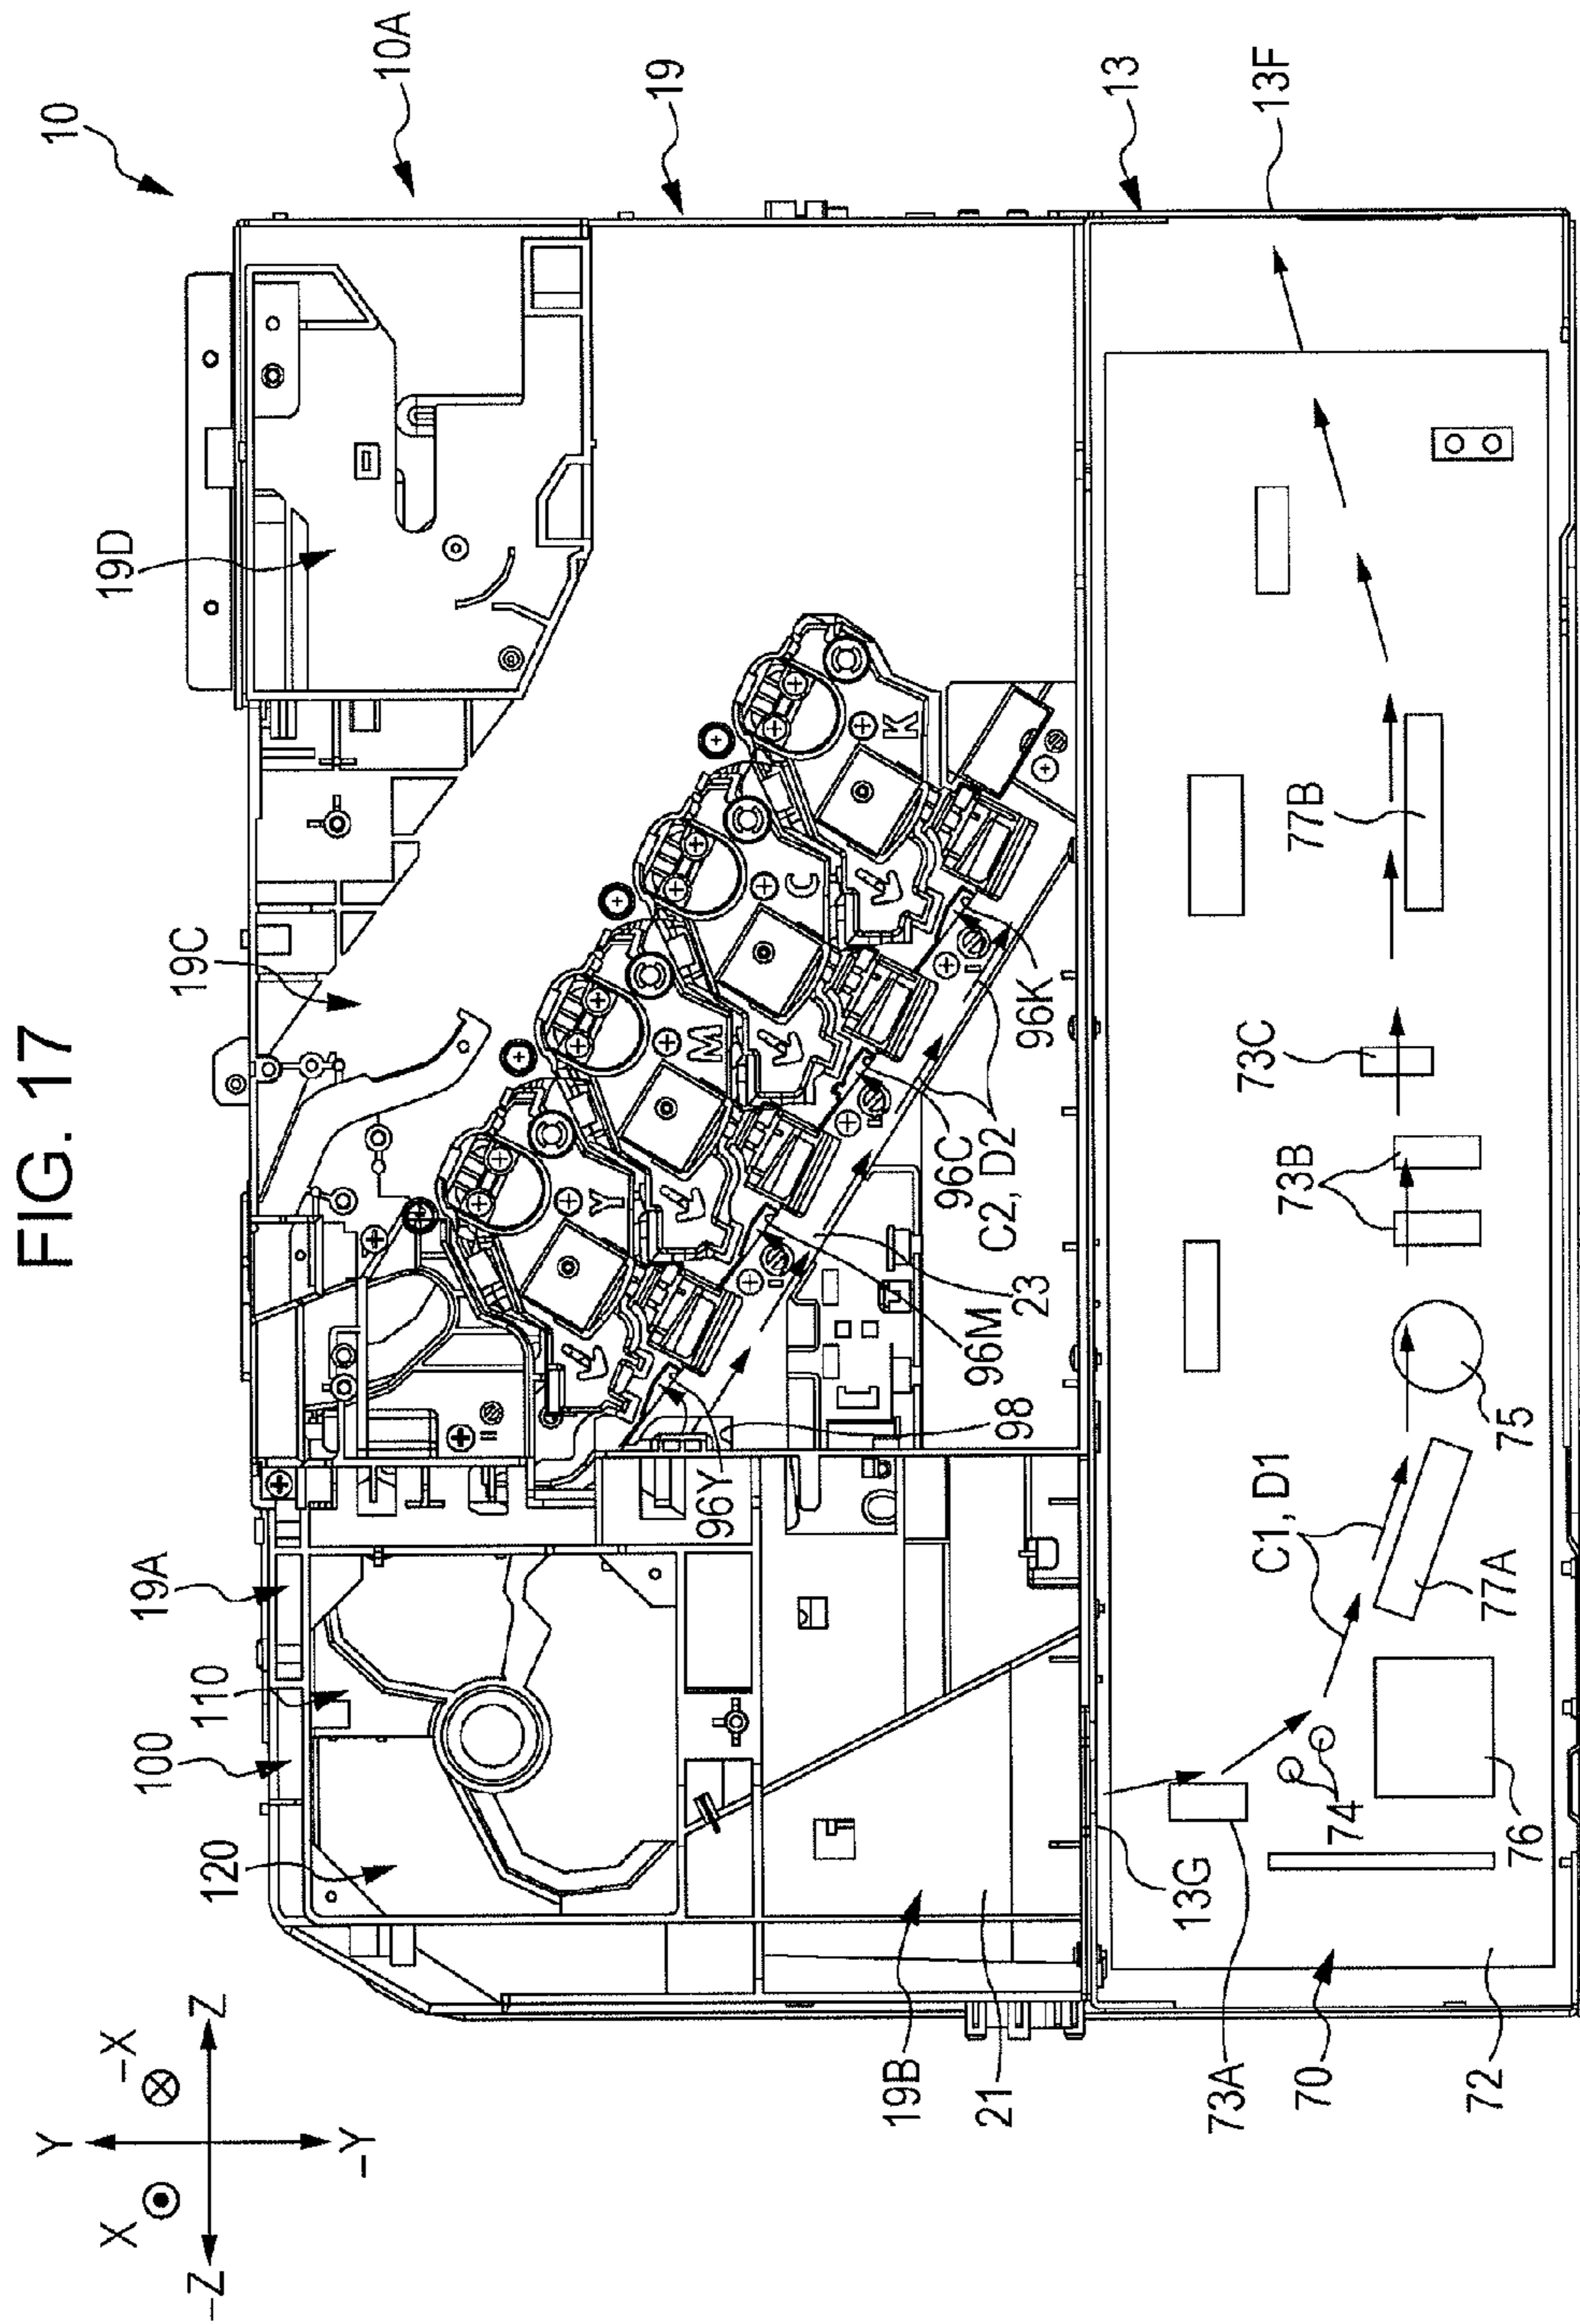 FIG. 17
10
10A
19
13
13F
19D
19C
19A
110
100
120
Y
-Y
X
-X
Z
-Z
K
C
M
Y
96K
96C
C2, D2
23
96M
98
96Y
77B
73C
73B
75
C1, D1
77A
74
76
13G
73A
19B
21
70
72